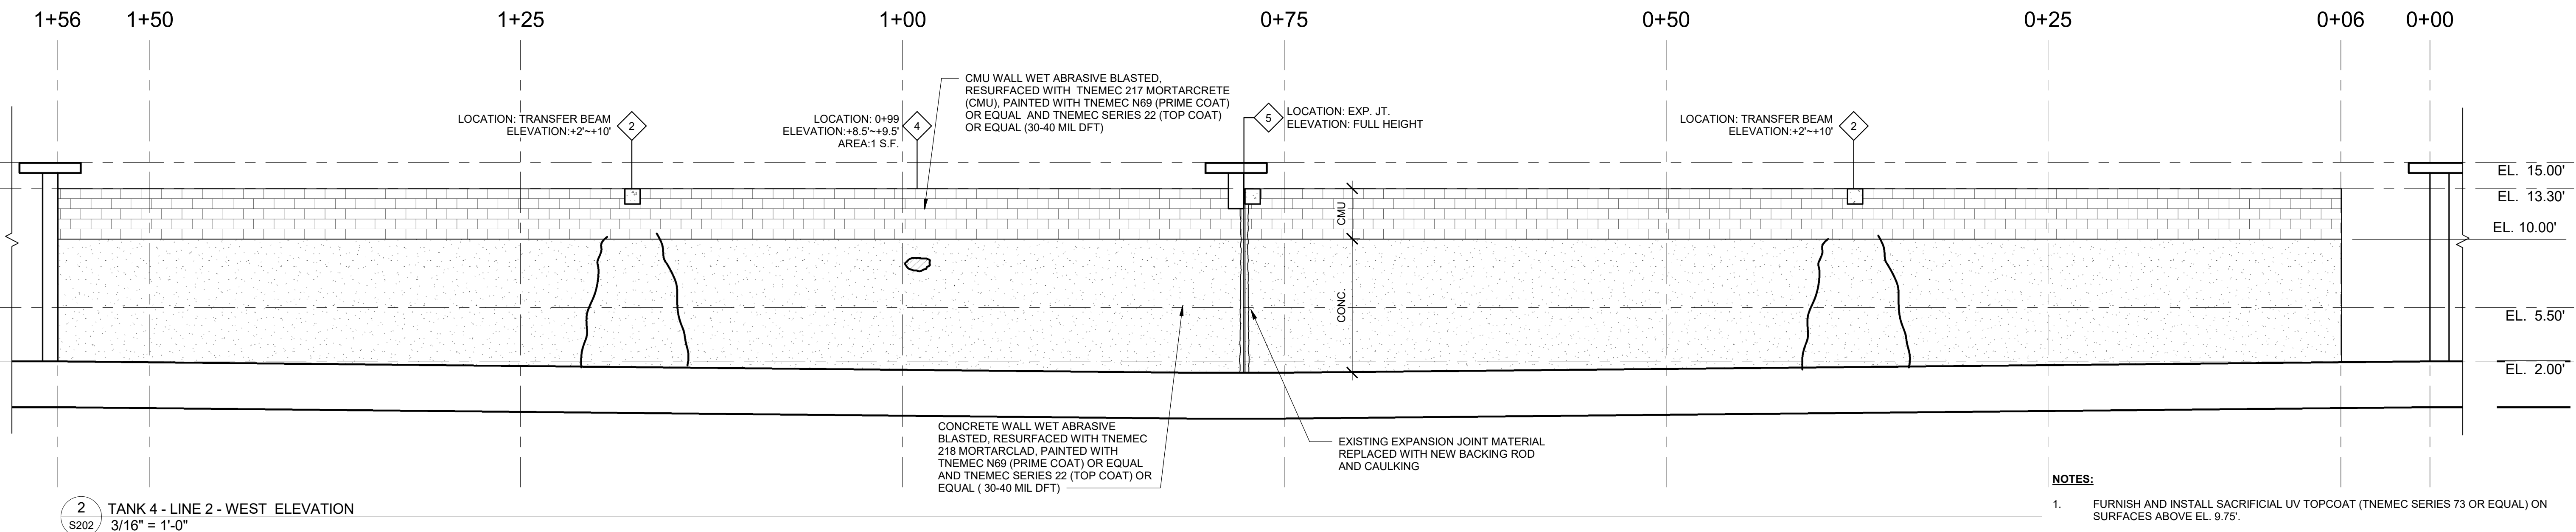 1+56 1+50 1+25 1+00 0+75 0+50 0+25 0+06 0+00
CMU WALL WET ABRASIVE BLASTED,
RESURFACED WITH TNEMEC 217 MORTARCRETE
(CMU), PAINTED WITH TNEMEC N69 (PRIME COAT)
OR EQUAL AND TNEMEC SERIES 22 (TOP COAT)
OR EQUAL (30-40 MIL DFT)
LOCATION: TRANSFER BEAM
ELEVATION:+2'~+10'
2
LOCATION: 0+99
ELEVATION:+8.5'~+9.5'
AREA:1 S.F.
4
5
LOCATION: EXP. JT.
ELEVATION: FULL HEIGHT
LOCATION: TRANSFER BEAM
ELEVATION:+2'~+10'
2
EL. 15.00'
EL. 13.30'
EL. 10.00'
EL. 5.50'
EL. 2.00'
CMU
CONC.
CONCRETE WALL WET ABRASIVE
BLASTED, RESURFACED WITH TNEMEC
218 MORTARCLAD, PAINTED WITH
TNEMEC N69 (PRIME COAT) OR EQUAL
AND TNEMEC SERIES 22 (TOP COAT) OR
EQUAL ( 30-40 MIL DFT)
EXISTING EXPANSION JOINT MATERIAL
REPLACED WITH NEW BACKING ROD
AND CAULKING
2
S202
TANK 4 - LINE 2 - WEST ELEVATION
3/16" = 1'-0"
NOTES:
1. FURNISH AND INSTALL SACRIFICIAL UV TOPCOAT (TNEMEC SERIES 73 OR EQUAL) ON
SURFACES ABOVE EL. 9.75'.